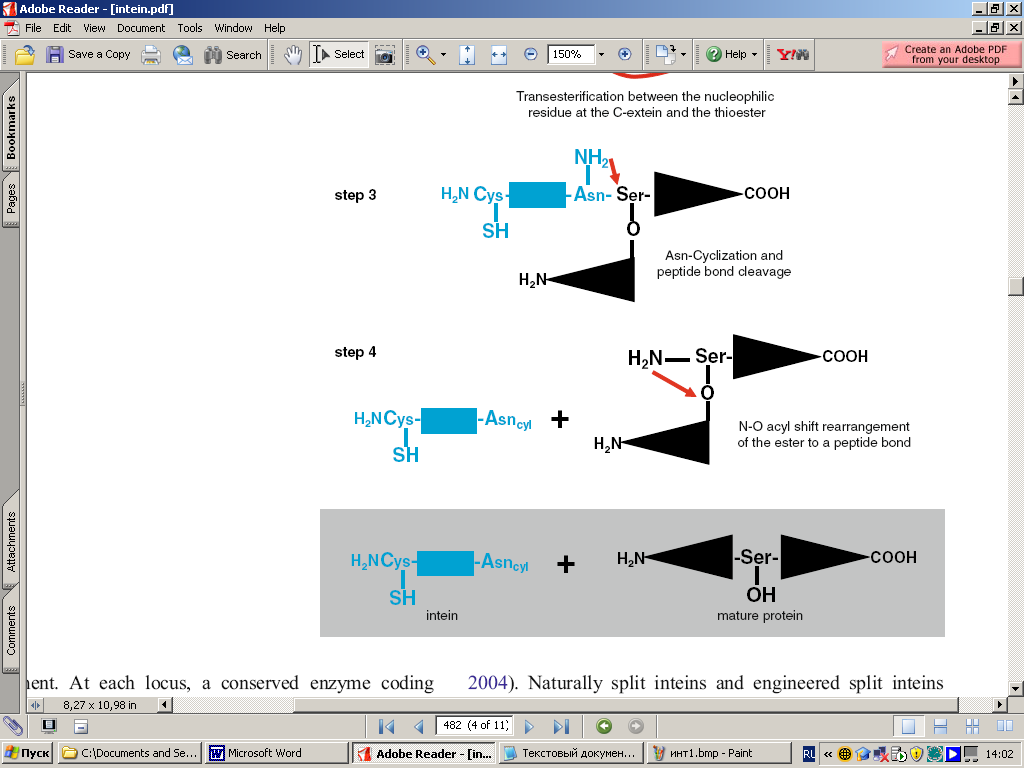 Adobe Reader - [intein.pdf]
File Edit View Document Tools Window Help
Save a Copy Search Select 150% Help Y! Create an Adobe PDF
from your desktop
Bookmarks
Pages
Attachments
Comments
Transesterification between the nucleophilic
residue at the C-extein and the thioester
NH2
step 3 H2N Cys- -Asn- Ser- COOH
SH O
Asn-Cyclization and
peptide bond cleavage
H2N
step 4 H2N Ser- COOH
O
H2NCys- -Asncyl + N-O acyl shift rearrangement
of the ester to a peptide bond
H2N
SH
H2NCys- -Asncyl + H2N -Ser- COOH
SH OH
intein mature protein
nent. At each locus, a conserved enzyme coding 2004). Naturally split inteins and engineered split inteins
8,27 x 10,98 in
482 (4 of 11)
Пуск C:\Documents and Se... Microsoft Word Adobe Reader - [in... Текстовый докумен... инт1.bmp - Paint RL « 14:02